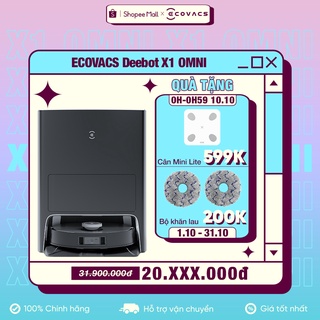 Shopee Mall × ECOVACS
ECOVACS Deebot X1 OMNI
QUÀ TẶNG
0H-0H59 10.10
Cân Mini Lite 599K
Bộ khăn lau 200K
1.10 - 31.10
31.900.000đ 20.XXX.000đ
100% Chính hãng
Hỗ trợ vận chuyển
Giá tốt nhất